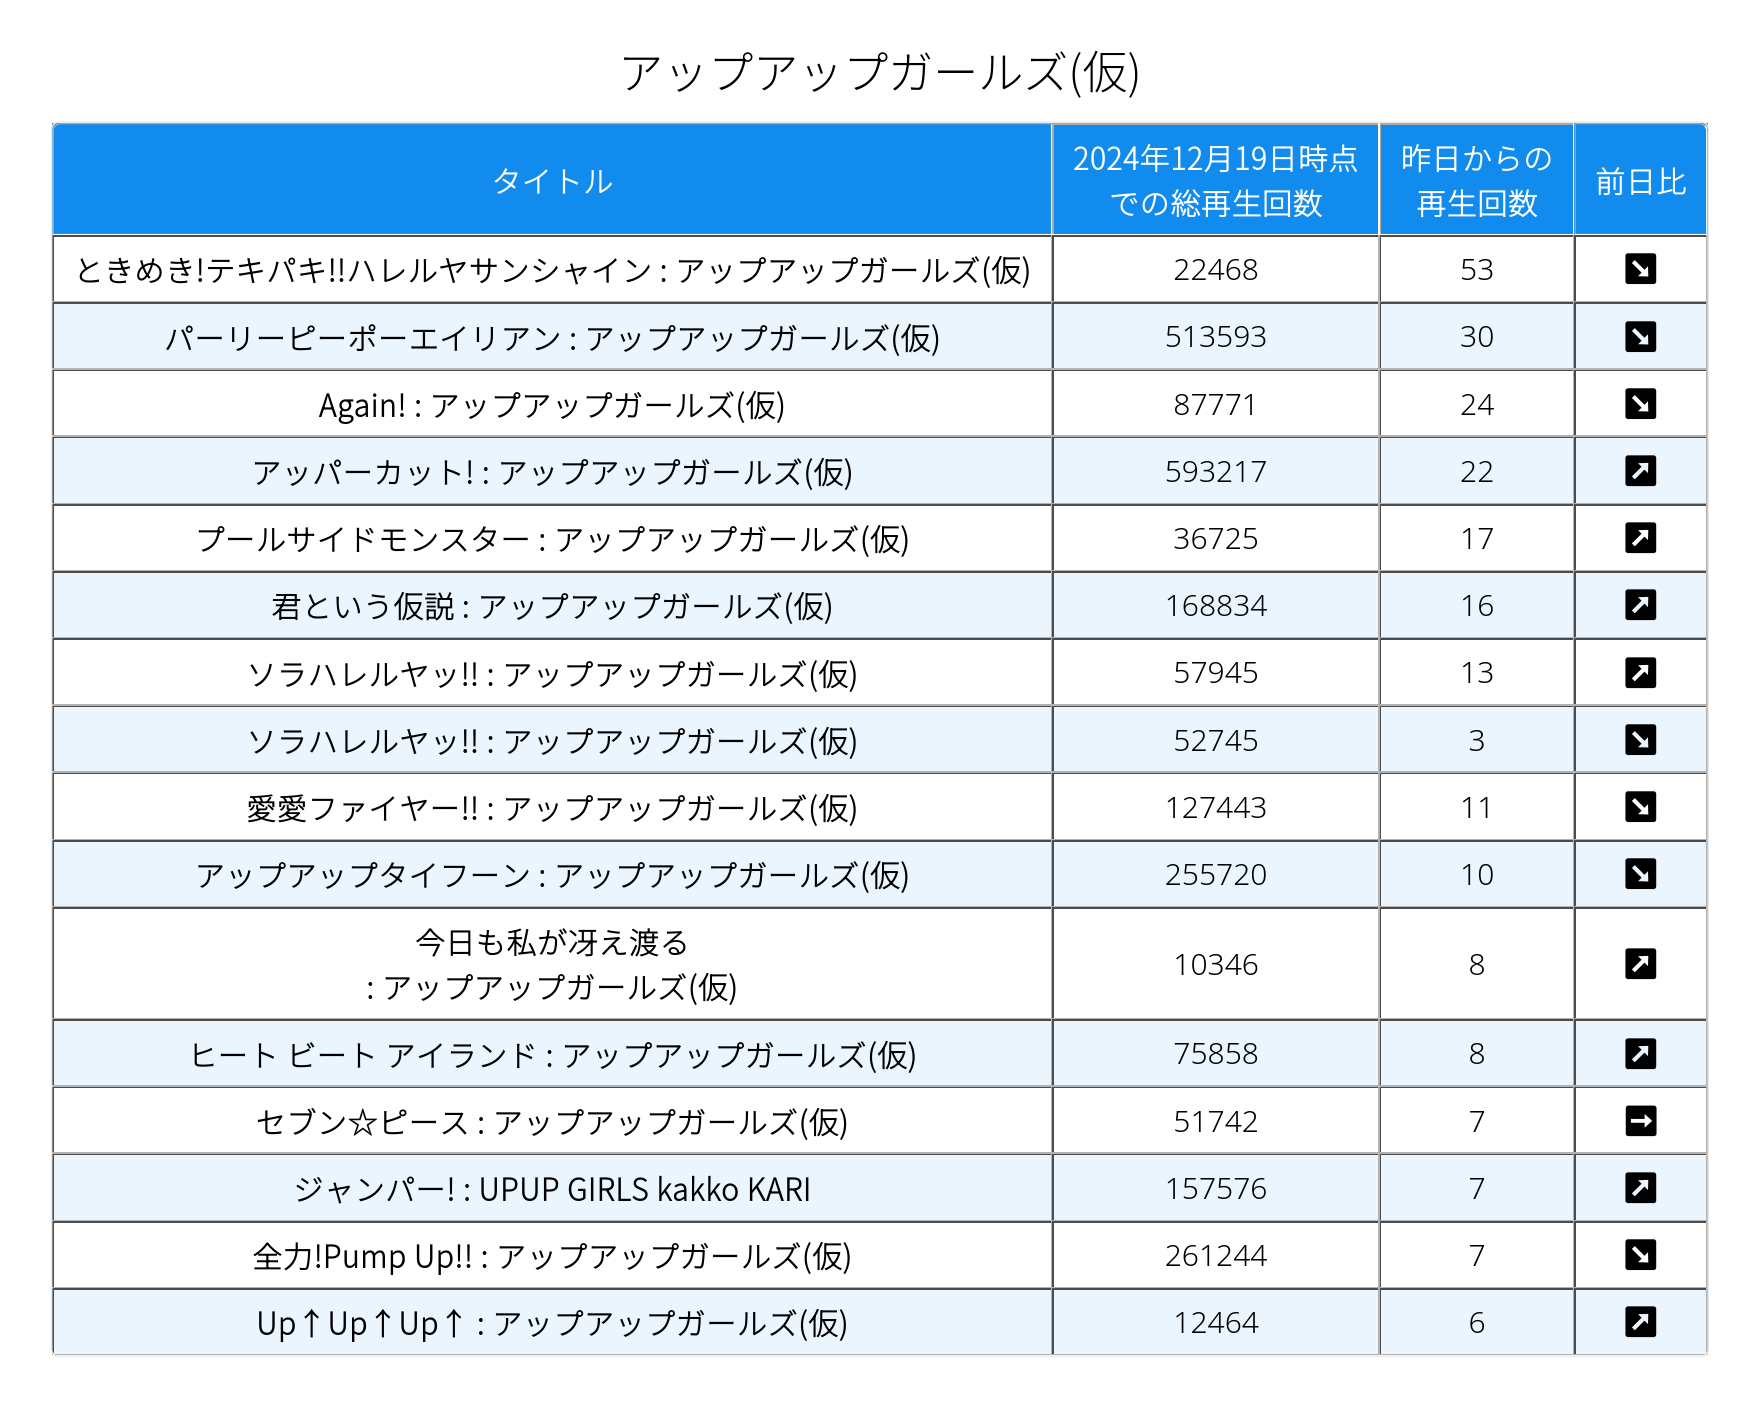 アップアップガールズ(仮)
タイトル
2024年12月19日時点
での総再生回数
昨日からの
再生回数
前日比
ときめき!テキパキ!!ハレルヤサンシャイン : アップアップガールズ(仮) 22468 53 ↘
パーリーピーポーエイリアン : アップアップガールズ(仮) 513593 30 ↘
Again! : アップアップガールズ(仮) 87771 24 ↘
アッパーカット! : アップアップガールズ(仮) 593217 22 ↗
プールサイドモンスター : アップアップガールズ(仮) 36725 17 ↗
君という仮説 : アップアップガールズ(仮) 168834 16 ↗
ソラハレルヤッ!! : アップアップガールズ(仮) 57945 13 ↗
ソラハレルヤッ!! : アップアップガールズ(仮) 52745 3 ↘
愛愛ファイヤー!! : アップアップガールズ(仮) 127443 11 ↘
アップアップタイフーン : アップアップガールズ(仮) 255720 10 ↘
今日も私が冴え渡る
: アップアップガールズ(仮) 10346 8 ↗
ヒート ビート アイランド : アップアップガールズ(仮) 75858 8 ↗
セブン☆ピース : アップアップガールズ(仮) 51742 7 →
ジャンパー! : UPUP GIRLS kakko KARI 157576 7 ↗
全力!Pump Up!! : アップアップガールズ(仮) 261244 7 ↘
Up↑Up↑Up↑ : アップアップガールズ(仮) 12464 6 ↗